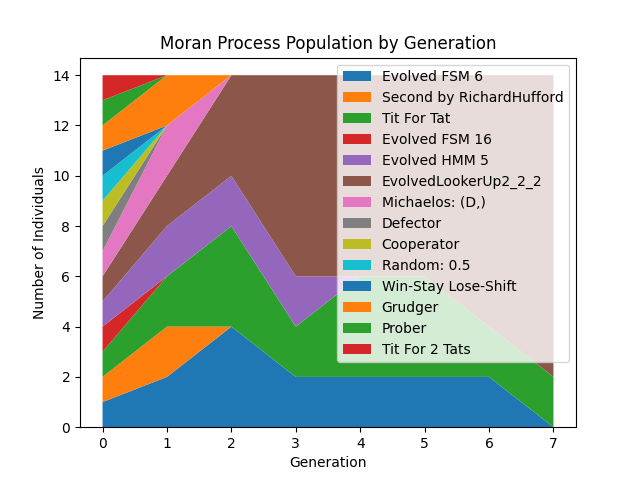 Moran Process Population by Generation
Number of Individuals
14
12
10
8
6
4
2
0
Evolved FSM 6
Second by RichardHufford
Tit For Tat
Evolved FSM 16
Evolved HMM 5
EvolvedLookerUp2_2_2
Michaelos: (D,)
Defector
Cooperator
Random: 0.5
Win-Stay Lose-Shift
Grudger
Prober
Tit For 2 Tats
0 1 2 3 4 5 6 7
Generation